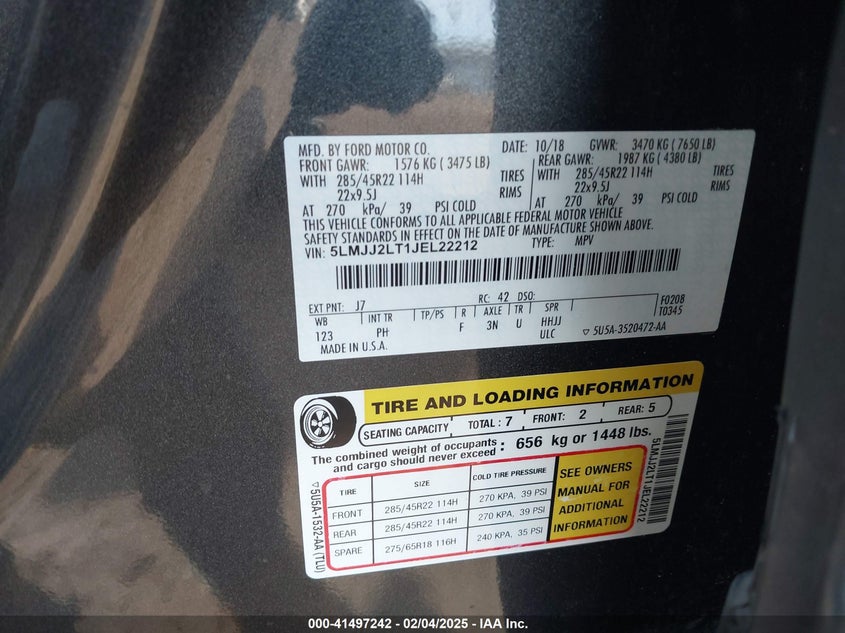 MFD. BY FORD MOTOR CO. DATE: 10/18 GVWR: 3470 KG ( 7650 LB)
FRONT GAWR: 1576 KG ( 3475 LB) REAR GAWR: 1987 KG ( 4380 LB)
WITH 285/45R22 114H TIRES WITH 285/45R22 114H TIRES
22x9.5J RIMS 22x9.5J RIMS
AT 270 kPa/ 39 PSI COLD AT 270 kPa/ 39 PSI COLD
THIS VEHICLE CONFORMS TO ALL APPLICABLE FEDERAL MOTOR VEHICLE
SAFETY STANDARDS IN EFFECT ON THE DATE OF MANUFACTURE SHOWN ABOVE.
VIN: 5LMJJ2LT1JEL22212 TYPE: MPV
EXT PNT: J7 RC: 42 DSO: F0208
WB INT TR TP/PS R AXLE TR SPR T0345
123 PH F 3N U HHJJ
MADE IN U.S.A. ULC ▽ 5U5A-3520472-AA
TIRE AND LOADING INFORMATION
SEATING CAPACITY TOTAL : 7 FRONT: 2 REAR: 5
The combined weight of occupants and cargo should never exceed : 656 kg or 1448 lbs.
TIRE SIZE COLD TIRE PRESSURE
FRONT 285/45R22 114H 270 KPA, 39 PSI
REAR 285/45R22 114H 270 KPA, 39 PSI
SPARE 275/65R18 116H 240 KPA, 35 PSI
SEE OWNERS
MANUAL FOR
ADDITIONAL
INFORMATION
▽5U5A-1532-AA (TLU)
5LMJJ2LT1JEL22212
000-41497242 - 02/04/2025 - IAA Inc.